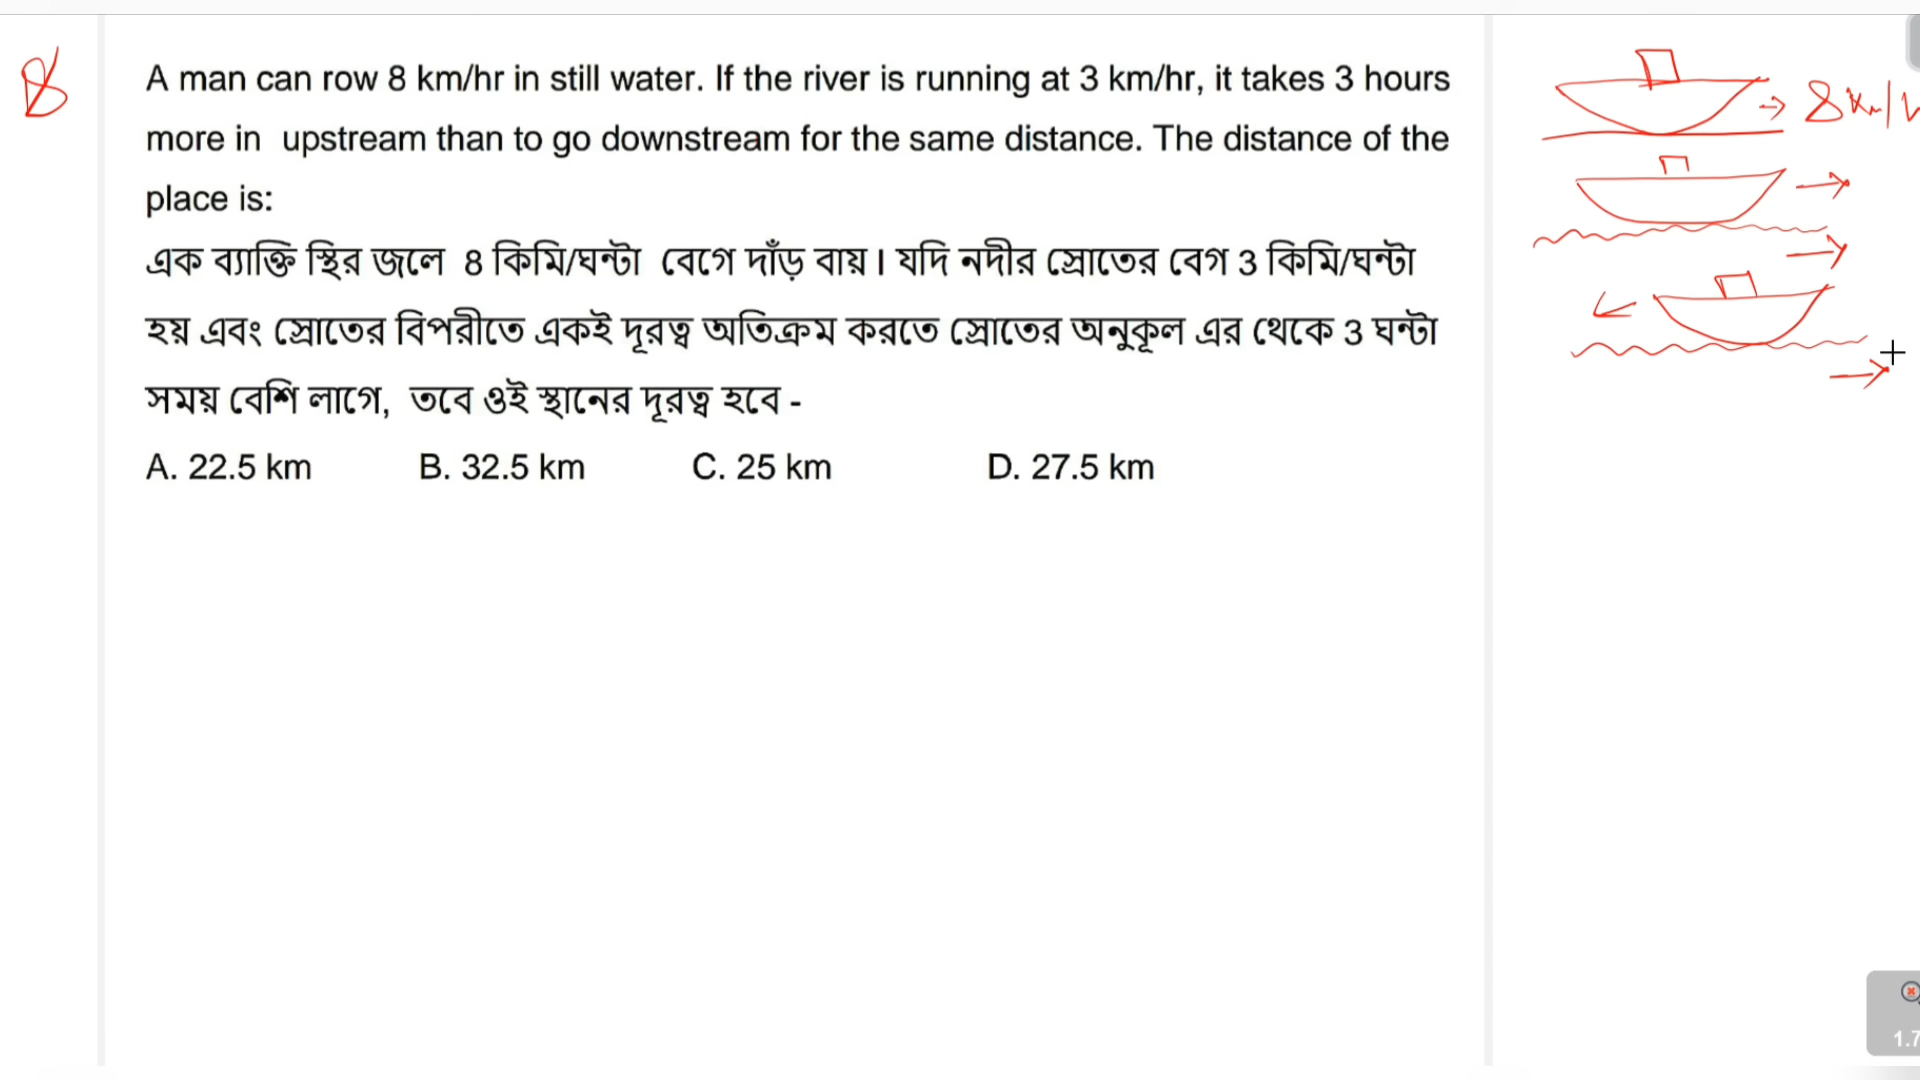 8
A man can row 8 km/hr in still water. If the river is running at 3 km/hr, it takes 3 hours
more in upstream than to go downstream for the same distance. The distance of the
place is:
এক ব্যাক্তি স্থির জলে 8 কিমি/ঘন্টা বেগে দাঁড় বায়। যদি নদীর স্রোতের বেগ 3 কিমি/ঘন্টা
হয় এবং স্রোতের বিপরীতে একই দূরত্ব অতিক্রম করতে স্রোতের অনুকূল এর থেকে 3 ঘন্টা
সময় বেশি লাগে, তবে ওই স্থানের দূরত্ব হবে -
A. 22.5 km B. 32.5 km C. 25 km D. 27.5 km
8
1.7